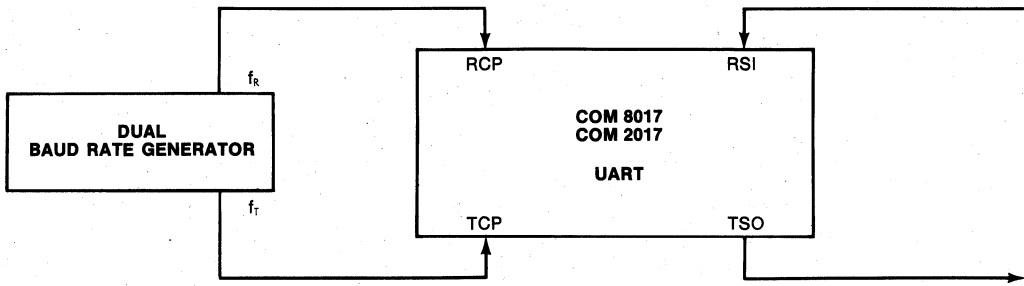 RCP
RSI
f_R
DUAL
BAUD RATE GENERATOR
COM 8017
COM 2017
UART
f_T
TCP
TSO